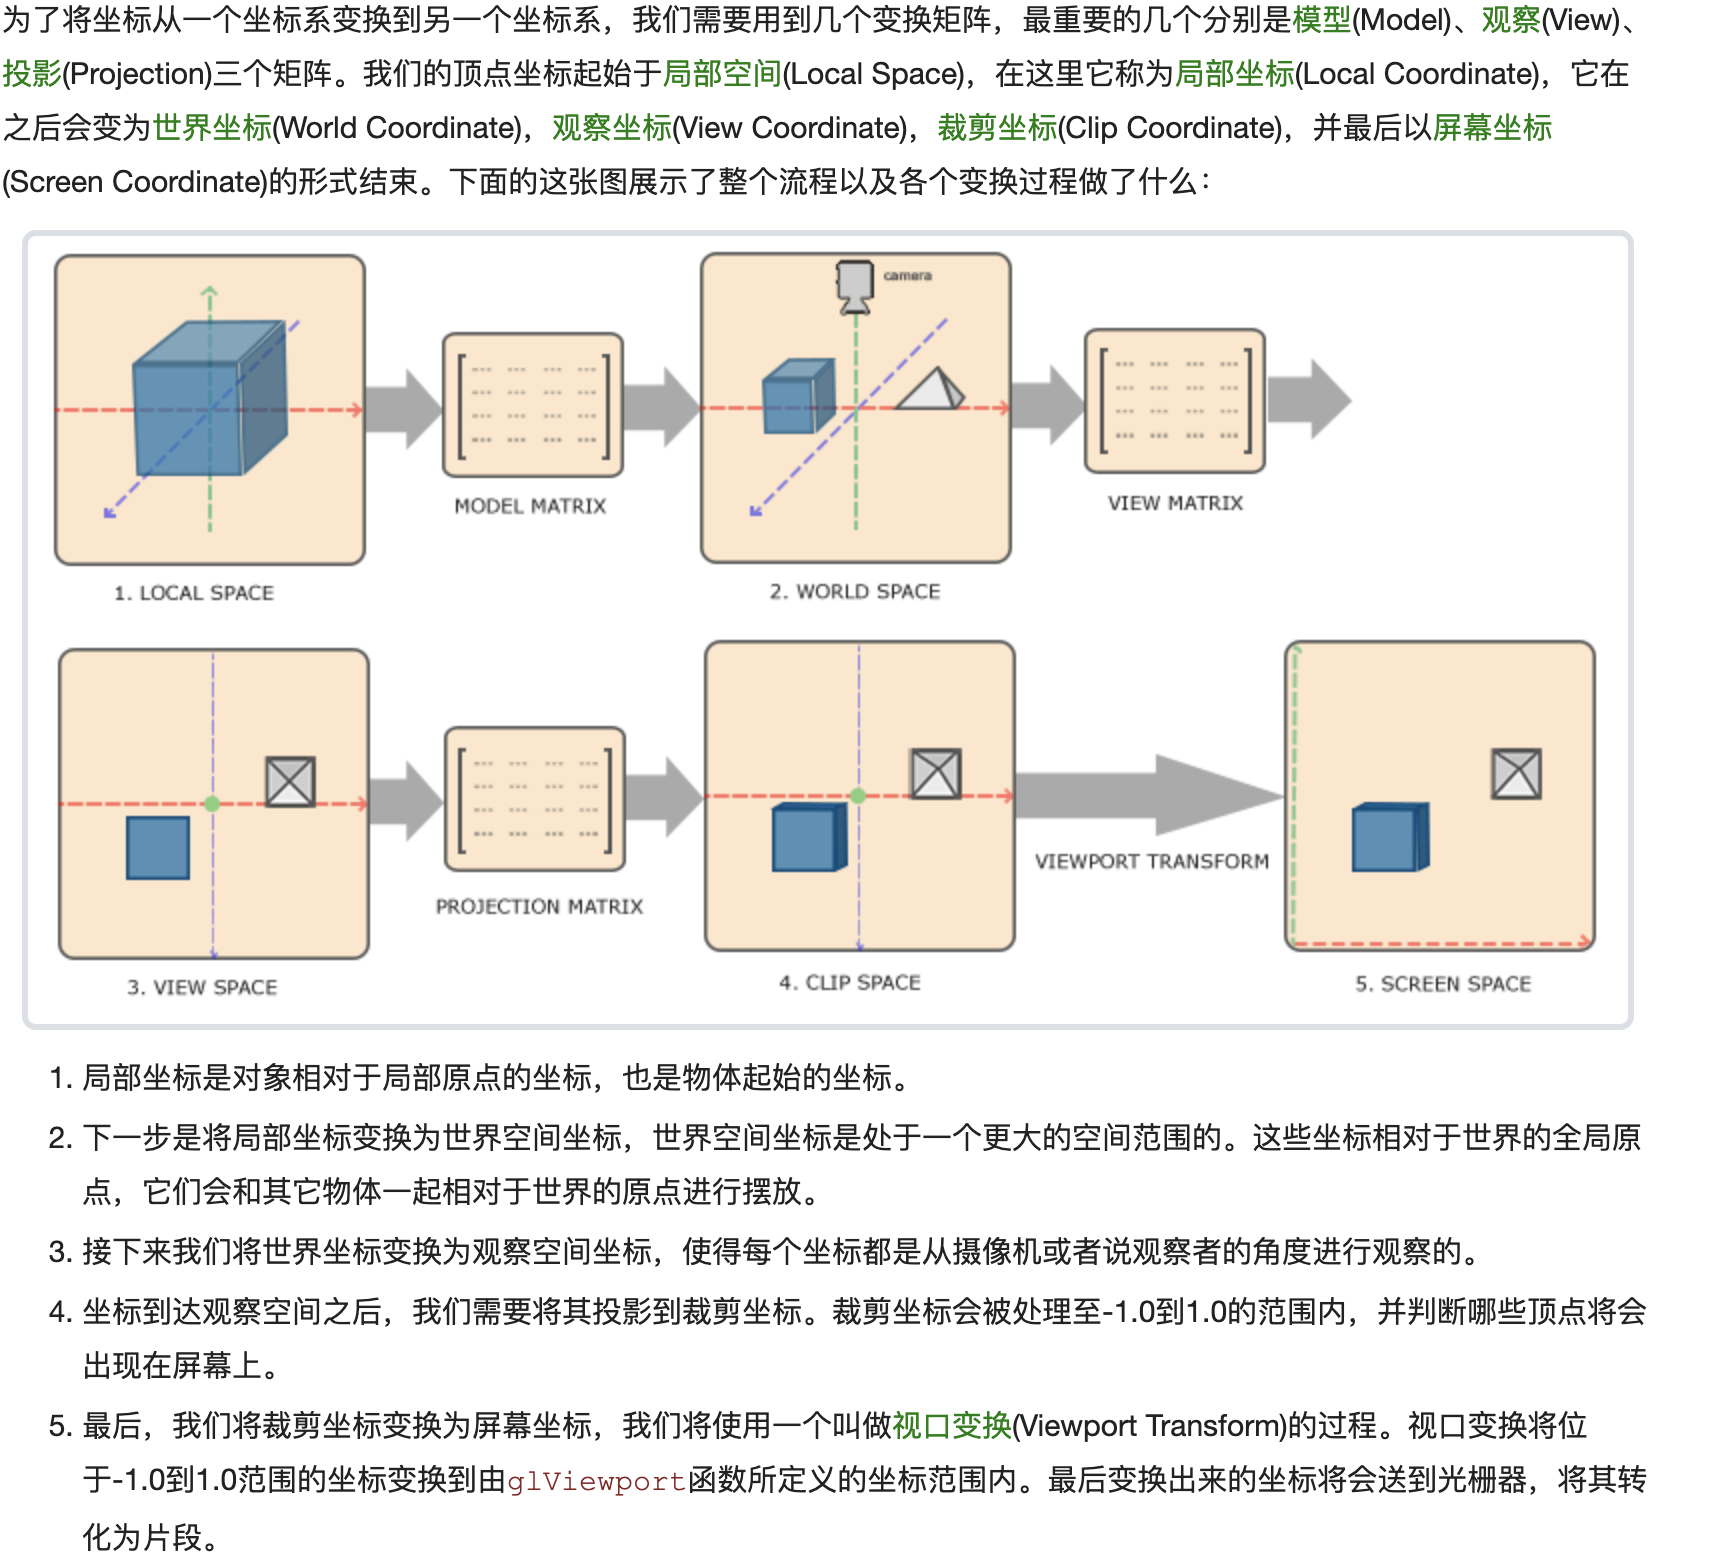 为了将坐标从一个坐标系变换到另一个坐标系，我们需要用到几个变换矩阵，最重要的几个分别是模型(Model)、观察(View)、
投影(Projection)三个矩阵。我们的顶点坐标起始于局部空间(Local Space)，在这里它称为局部坐标(Local Coordinate)，它在
之后会变为世界坐标(World Coordinate)，观察坐标(View Coordinate)，裁剪坐标(Clip Coordinate)，并最后以屏幕坐标
(Screen Coordinate)的形式结束。下面的这张图展示了整个流程以及各个变换过程做了什么：
camera
MODEL MATRIX
VIEW MATRIX
1. LOCAL SPACE
2. WORLD SPACE
PROJECTION MATRIX
VIEWPORT TRANSFORM
3. VIEW SPACE
4. CLIP SPACE
5. SCREEN SPACE
1. 局部坐标是对象相对于局部原点的坐标，也是物体起始的坐标。
2. 下一步是将局部坐标变换为世界空间坐标，世界空间坐标是处于一个更大的空间范围的。这些坐标相对于世界的全局原
点，它们会和其它物体一起相对于世界的原点进行摆放。
3. 接下来我们将世界坐标变换为观察空间坐标，使得每个坐标都是从摄像机或者说观察者的角度进行观察的。
4. 坐标到达观察空间之后，我们需要将其投影到裁剪坐标。裁剪坐标会被处理至-1.0到1.0的范围内，并判断哪些顶点将会
出现在屏幕上。
5. 最后，我们将裁剪坐标变换为屏幕坐标，我们将使用一个叫做视口变换(Viewport Transform)的过程。视口变换将位
于-1.0到1.0范围的坐标变换到由glViewport函数所定义的坐标范围内。最后变换出来的坐标将会送到光栅器，将其转
化为片段。